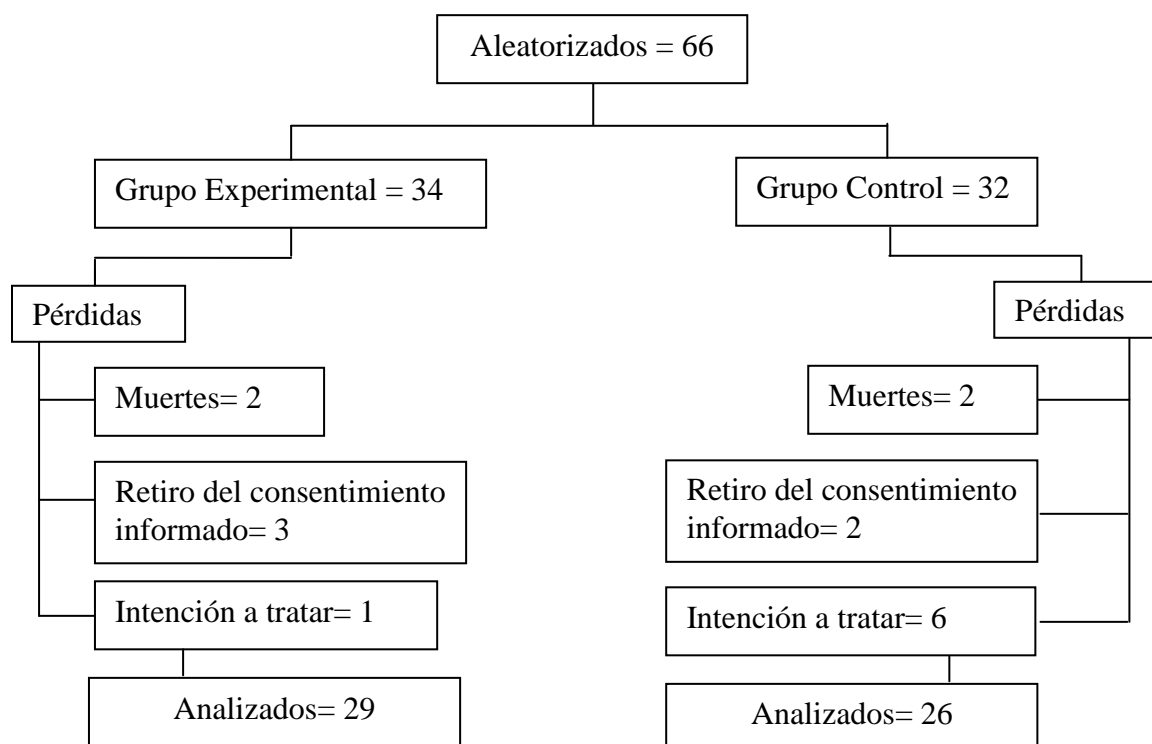 Aleatorizados = 66
Grupo Experimental = 34
Grupo Control = 32
Pérdidas
Pérdidas
Muertes= 2
Muertes= 2
Retiro del consentimiento
informado= 3
Retiro del consentimiento
informado= 2
Intención a tratar= 1
Intención a tratar= 6
Analizados= 29
Analizados= 26